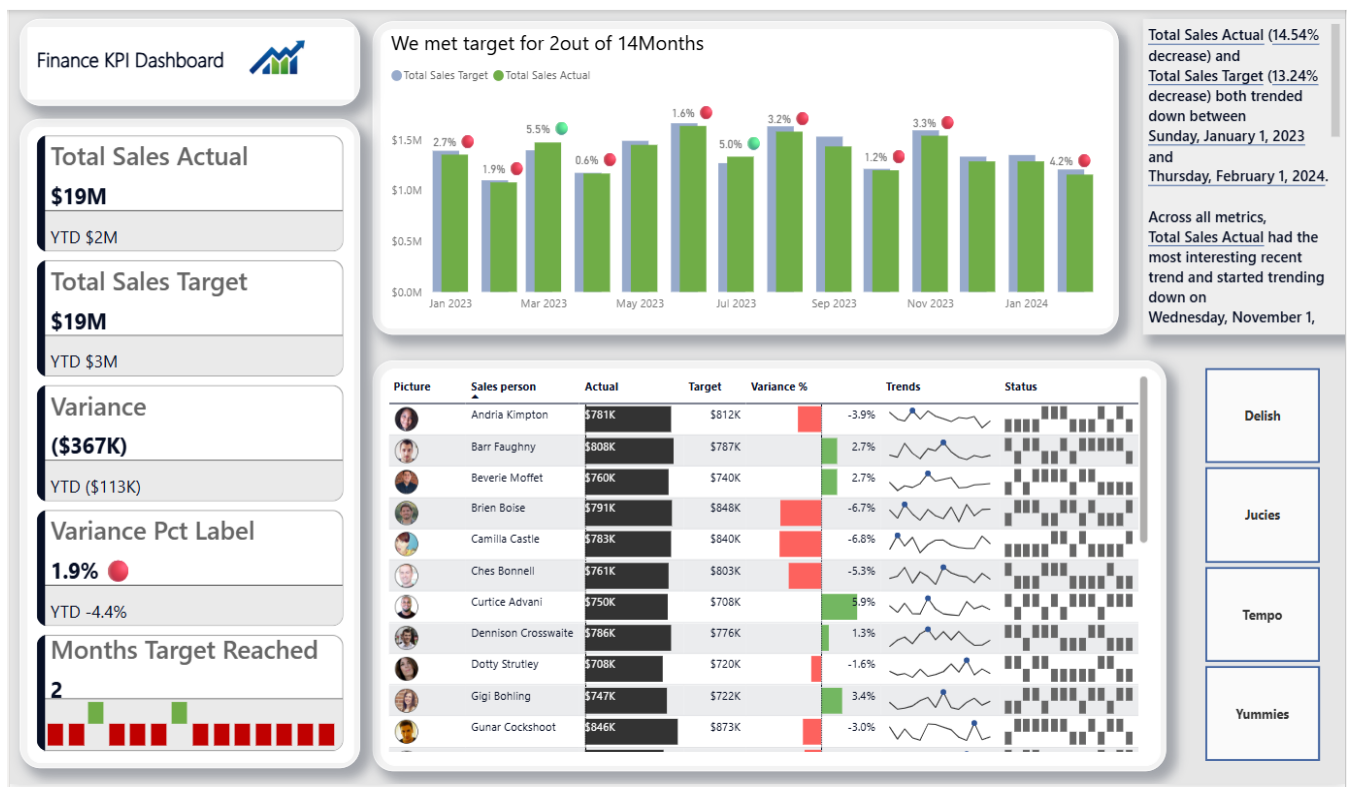 Finance KPI Dashboard
Total Sales Actual
$19M
YTD $2M
Total Sales Target
$19M
YTD $3M
Variance
($367K)
YTD ($113K)
Variance Pct Label
1.9%
YTD -4.4%
Months Target Reached
2
We met target for 2out of 14Months
Total Sales Target Total Sales Actual
$1.5M
$1.0M
$0.5M
$0.0M
2.7%
1.9%
5.5%
0.6%
1.6%
5.0%
3.2%
1.2%
3.3%
4.2%
Jan 2023 Mar 2023 May 2023 Jul 2023 Sep 2023 Nov 2023 Jan 2024
Total Sales Actual (14.54%
decrease) and
Total Sales Target (13.24%
decrease) both trended
down between
Sunday, January 1, 2023
and
Thursday, February 1, 2024.
Across all metrics,
Total Sales Actual had the
most interesting recent
trend and started trending
down on
Wednesday, November 1,
Picture Sales person Actual Target Variance % Trends Status
Andria Kimpton $781K $812K -3.9%
Barr Faughny $808K $787K 2.7%
Beverie Moffet $760K $740K 2.7%
Brien Boise $791K $848K -6.7%
Camilla Castle $783K $840K -6.8%
Ches Bonnell $761K $803K -5.3%
Curtice Advani $750K $708K 5.9%
Dennison Crosswaite $786K $776K 1.3%
Dotty Strutley $708K $720K -1.6%
Gigi Bohling $747K $722K 3.4%
Gunar Cockshoot $846K $873K -3.0%
Delish
Jucies
Tempo
Yummies